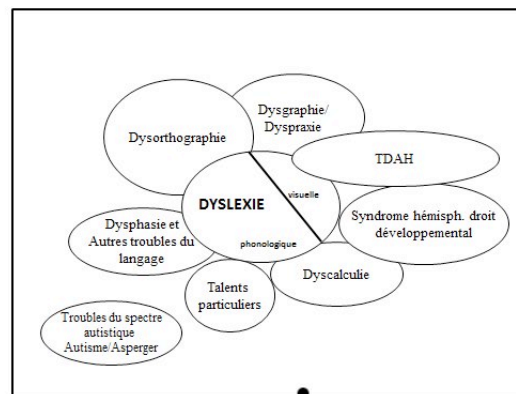 Dysgraphie/
Dyspraxie
Dysorthographie
TDAH
visuelle
DYSLEXIE
Syndrome hémisph. droit
développemental
Dysphasie et
Autres troubles du
langage
phonologique
Dyscalculie
Talents
particuliers
Troubles du spectre
autistique
Autisme/Asperger